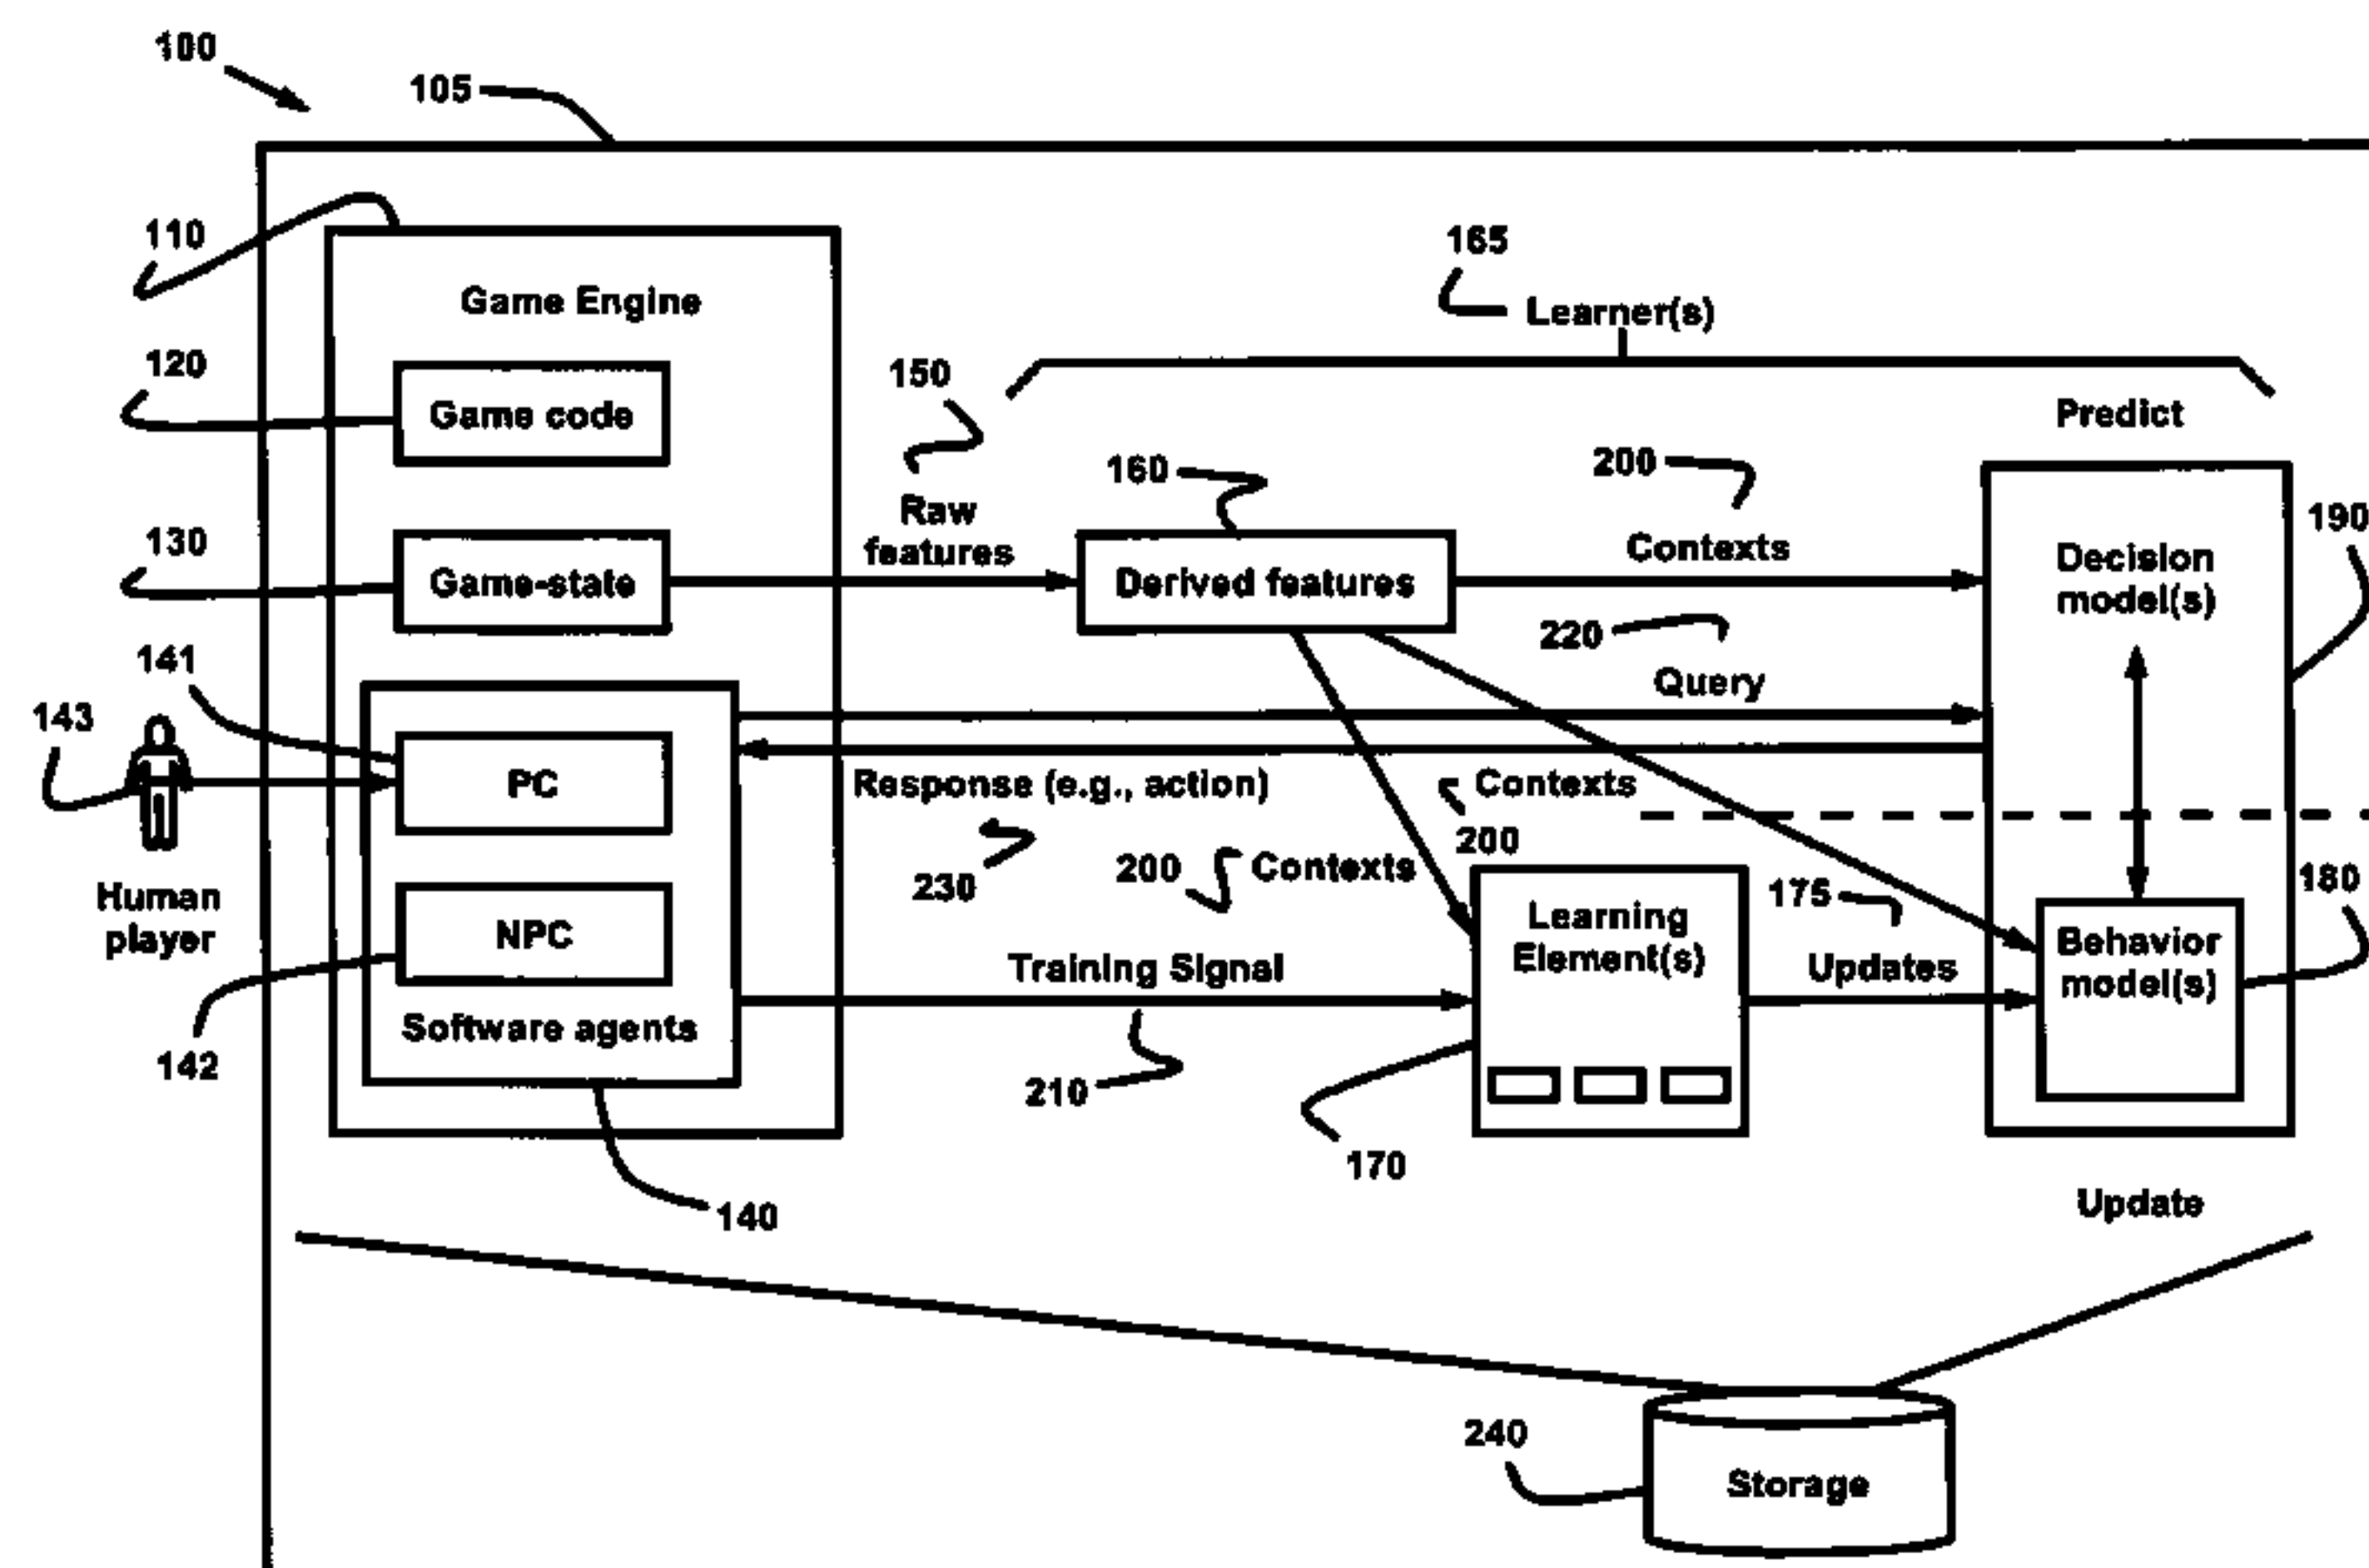 100
105
110
Game Engine
165
Learner(s)
120
Game code
150
Predict
160
200
Raw
features
Contexts
190
130
Game-state
Derived features
Decision
model(s)
220
141
Query
143
PC
Response (e.g., action)
Contexts
200
230
200
Contexts
175
180
Human
player
NPC
Learning
Element(s)
Behavior
model(s)
Training Signal
Updates
Software agents
142
210
170
140
Update
240
Storage